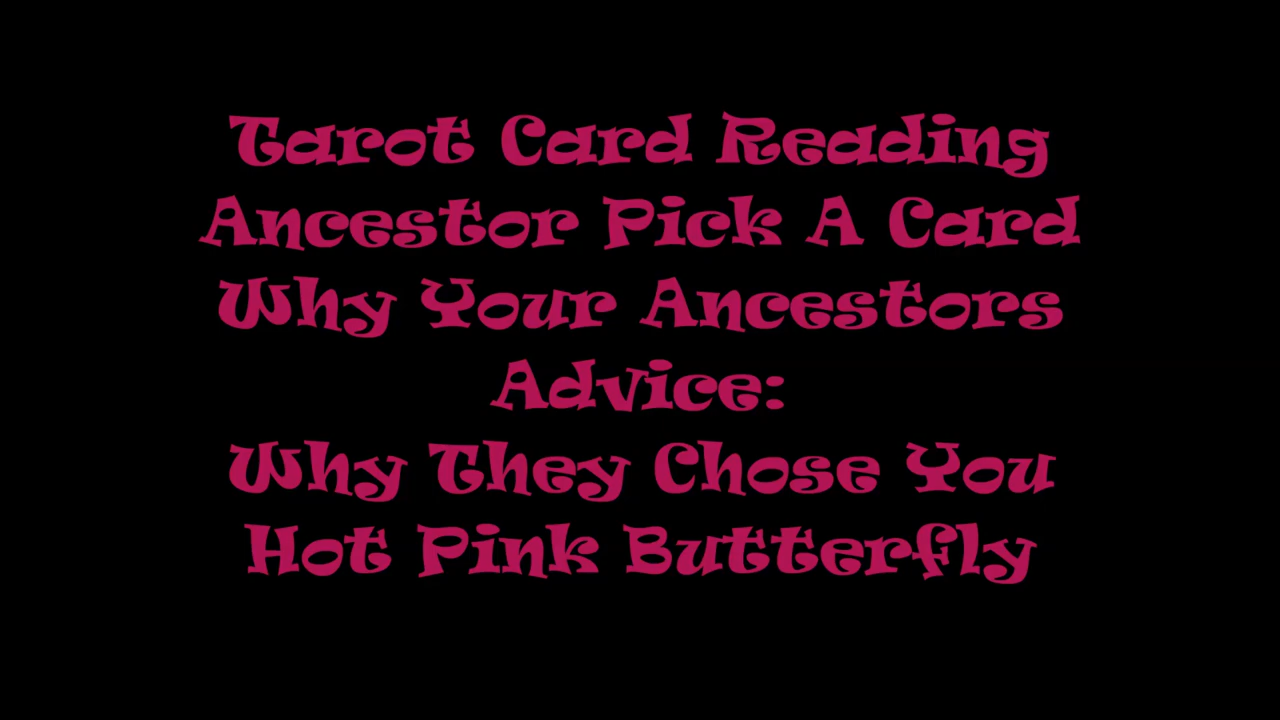 Tarot Card Reading
Ancestor Pick A Card
Why Your Ancestors
Advice:
Why They Chose You
Hot Pink Butterfly